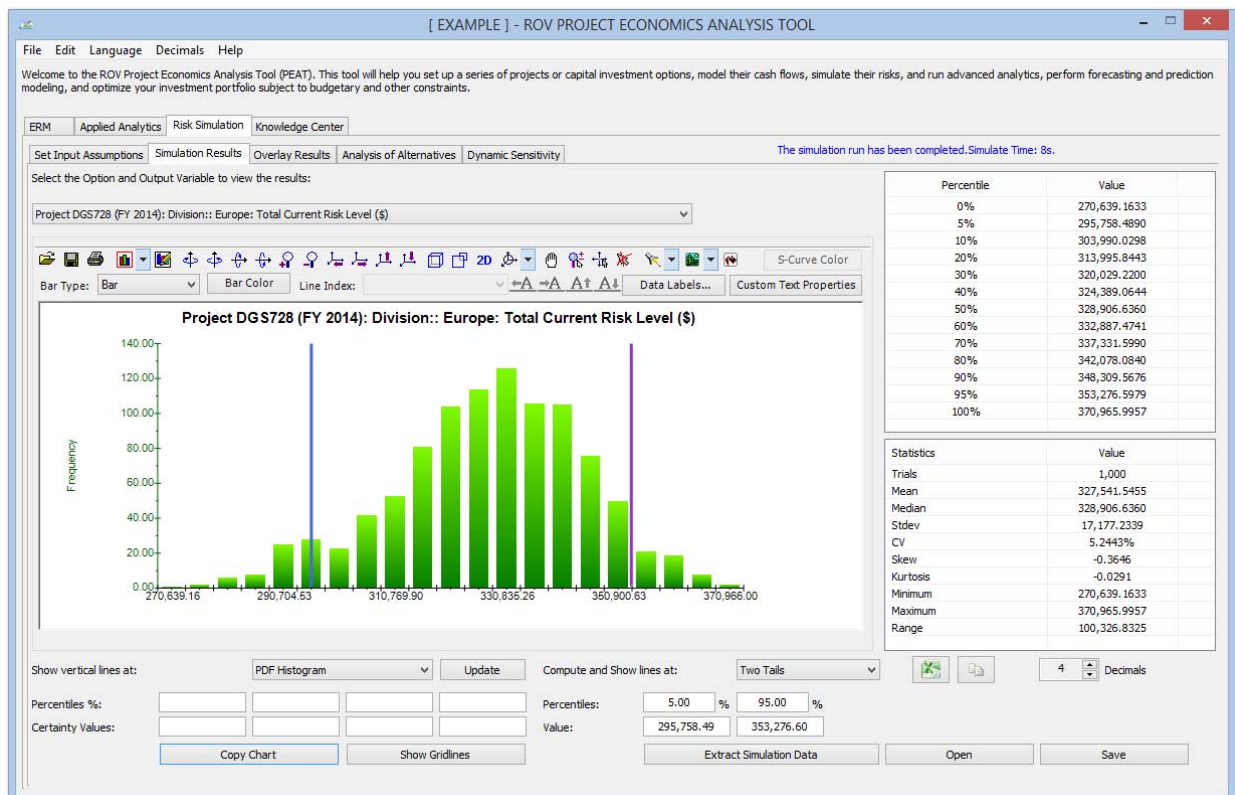 [ EXAMPLE ] - ROV PROJECT ECONOMICS ANALYSIS TOOL
File Edit Language Decimals Help
Welcome to the ROV Project Economics Analysis Tool (PEAT). This tool will help you set up a series of projects or capital investment options, model their cash flows, simulate their risks, and run advanced analytics, perform forecasting and prediction
modeling, and optimize your investment portfolio subject to budgetary and other constraints.
ERM Applied Analytics Risk Simulation Knowledge Center
Set Input Assumptions Simulation Results Overlay Results Analysis of Alternatives Dynamic Sensitivity
The simulation run has been completed.Simulate Time: 8s.
Select the Option and Output Variable to view the results:
Project DGS728 (FY 2014): Division:: Europe: Total Current Risk Level ($)
2D S-Curve Color
Bar Type: Bar Bar Color Line Index: A A A A Data Labels... Custom Text Properties
Project DGS728 (FY 2014): Division:: Europe: Total Current Risk Level ($)
Frequency
140.00
120.00
100.00
80.00
60.00
40.00
20.00
0.00
270,639.16 290,704.53 310,769.90 330,835.26 350,900.63 370,966.00
Percentile Value
0% 270,639.1633
5% 295,758.4890
10% 303,990.0298
20% 313,995.8443
30% 320,029.2200
40% 324,389.0644
50% 328,906.6360
60% 332,887.4741
70% 337,331.5990
80% 342,078.0840
90% 348,309.5676
95% 353,276.5979
100% 370,965.9957
Statistics Value
Trials 1,000
Mean 327,541.5455
Median 328,906.6360
Stdev 17,177.2339
CV 5.2443%
Skew -0.3646
Kurtosis -0.0291
Minimum 270,639.1633
Maximum 370,965.9957
Range 100,326.8325
Show vertical lines at: PDF Histogram Update Compute and Show lines at: Two Tails 4 Decimals
Percentiles %: Percentiles: 5.00 % 95.00 %
Certainty Values: Value: 295,758.49 353,276.60
Copy Chart Show Gridlines Extract Simulation Data Open Save